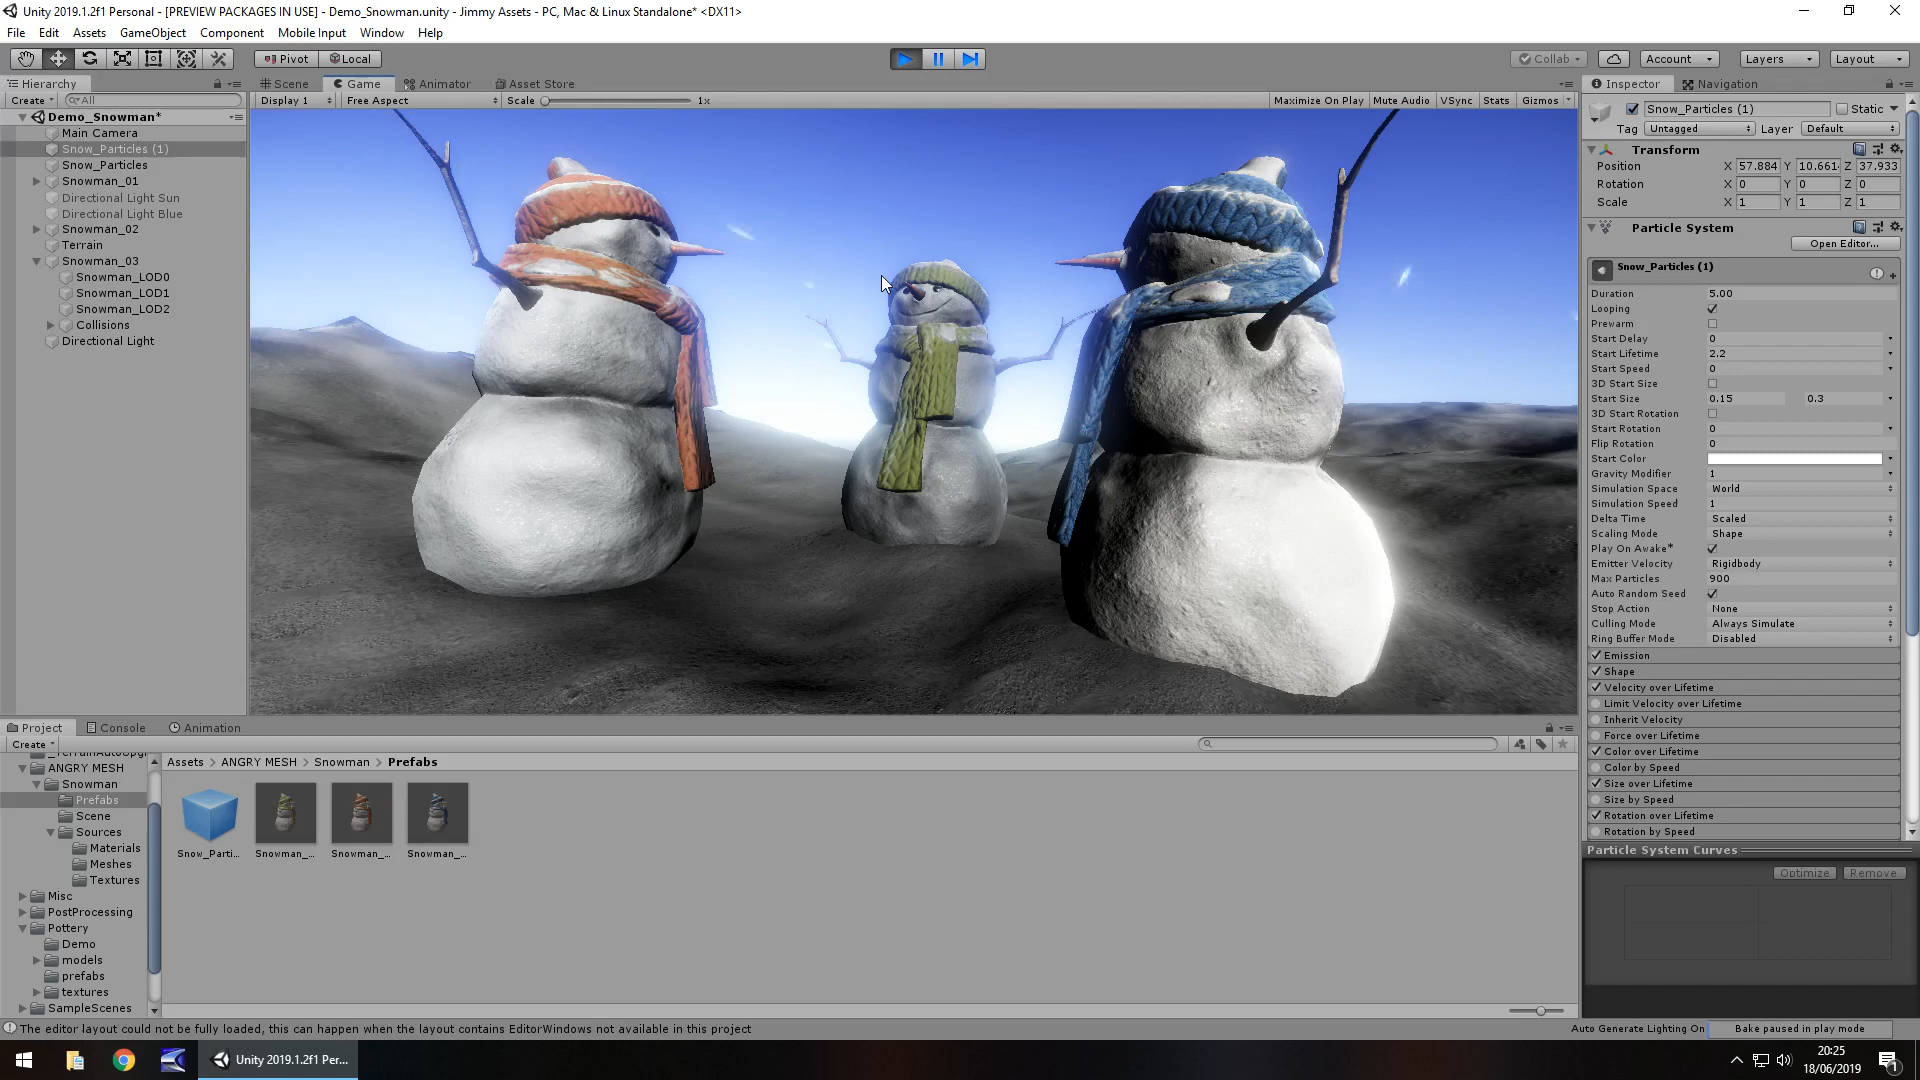 Unity 2019.1.2f1 Personal - [PREVIEW PACKAGES IN USE] - Demo_Snowman.unity - Jimmy Assets - PC, Mac & Linux Standalone* <DX11>
File Edit Assets GameObject Component Mobile Input Window Help
Pivot Local Collab Account Layers Layout
Hierarchy Scene Game Animator Asset Store Inspector Navigation
Create All Display 1 Free Aspect Scale 1x Maximize On Play Mute Audio VSync Stats Gizmos
Demo_Snowman*
Main Camera
Snow_Particles (1)
Snow_Particles
Snowman_01
Directional Light Sun
Directional Light Blue
Snowman_02
Terrain
Snowman_03
Snowman_LOD0
Snowman_LOD1
Snowman_LOD2
Collisions
Directional Light
Snow_Particles (1) Static
Tag Untagged Layer Default
Transform
Position X 57.884 Y 10.661 Z 37.933
Rotation X 0 Y 0 Z 0
Scale X 1 Y 1 Z 1
Particle System
Open Editor...
Snow_Particles (1)
Duration 5.00
Looping
Prewarm
Start Delay 0
Start Lifetime 2.2
Start Speed 0
3D Start Size
Start Size 0.15 0.3
3D Start Rotation
Start Rotation 0
Flip Rotation 0
Start Color
Gravity Modifier 1
Simulation Space World
Simulation Speed 1
Delta Time Scaled
Scaling Mode Shape
Play On Awake*
Emitter Velocity Rigidbody
Max Particles 900
Auto Random Seed
Stop Action None
Culling Mode Always Simulate
Ring Buffer Mode Disabled
Emission
Shape
Velocity over Lifetime
Limit Velocity over Lifetime
Inherit Velocity
Force over Lifetime
Color over Lifetime
Color by Speed
Size over Lifetime
Size by Speed
Rotation over Lifetime
Rotation by Speed
Particle System Curves
Optimize Remove
Project Console Animation
Create
ANGRY MESH
Snowman
Prefabs
Scene
Sources
Materials
Meshes
Textures
Misc
PostProcessing
Pottery
Demo
models
prefabs
textures
SampleScenes
Assets > ANGRY MESH > Snowman > Prefabs
Snow_Parti... Snowman_... Snowman_... Snowman_...
The editor layout could not be fully loaded, this can happen when the layout contains EditorWindows not available in this project
Auto Generate Lighting On Bake paused in play mode
Unity 2019.1.2f1 Per...
20:25
18/06/2019
1